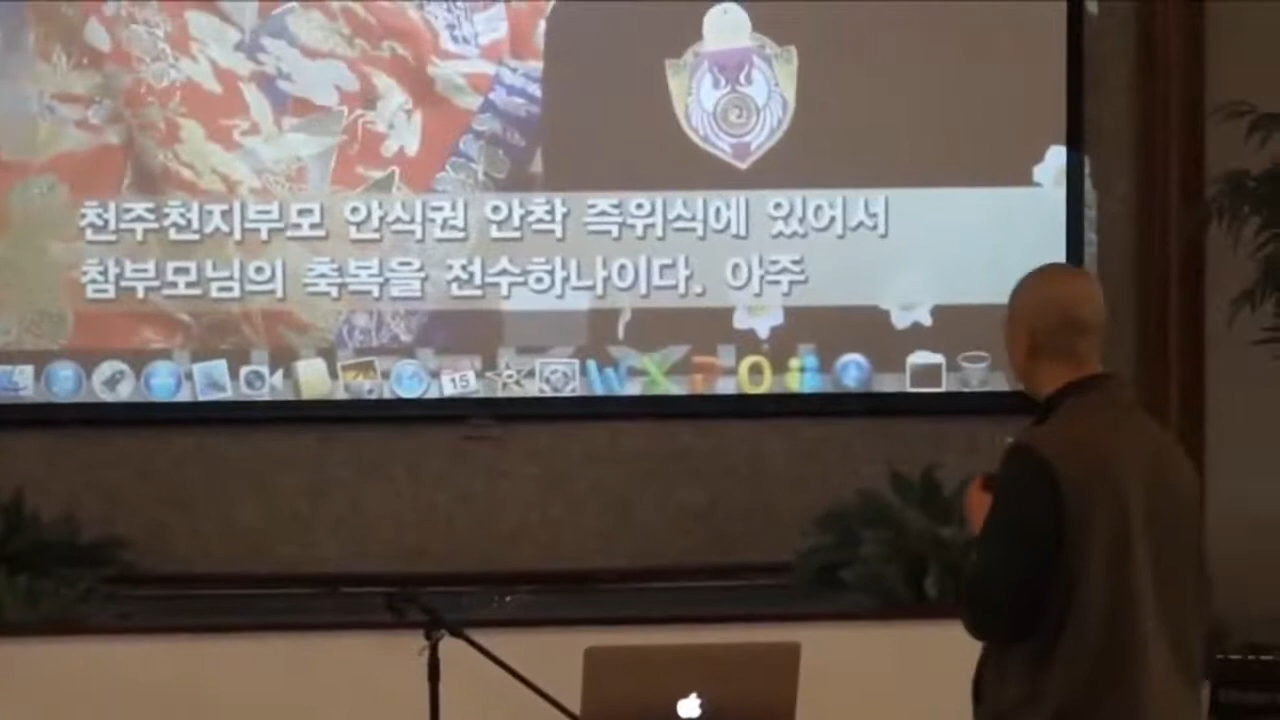 천주천지부모 안식권 안착 즉위식에 있어서
참부모님의 축복을 전수하나이다. 아주
15